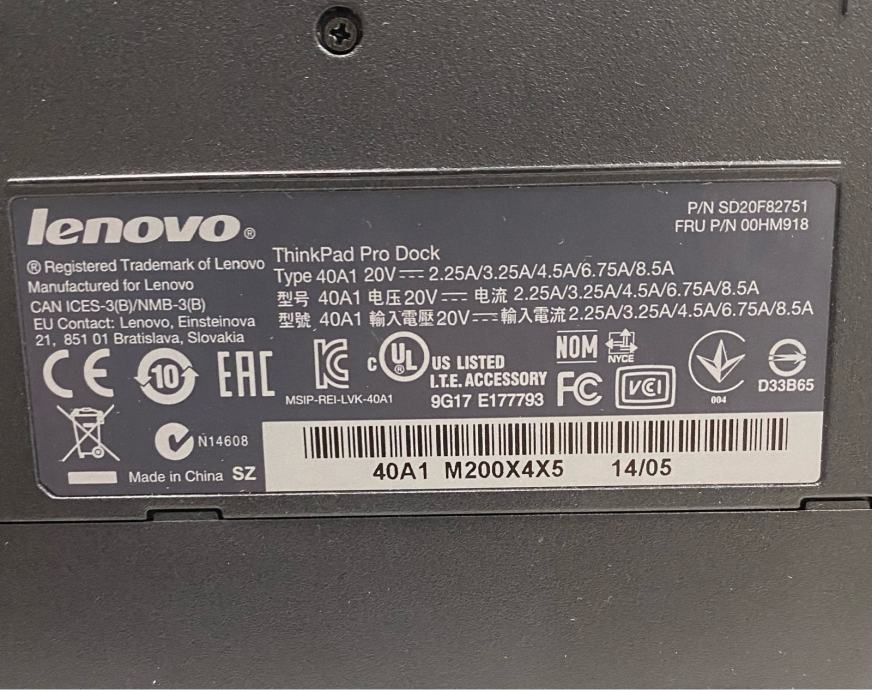 lenovo®
P/N SD20F82751
FRU P/N 00HM918
® Registered Trademark of Lenovo
Manufactured for Lenovo
CAN ICES-3(B)/NMB-3(B)
EU Contact: Lenovo, Einsteinova
21, 851 01 Bratislava, Slovakia
ThinkPad Pro Dock
Type 40A1 20V⎓ 2.25A/3.25A/4.5A/6.75A/8.5A
型号 40A1 电压20V⎓ 电流 2.25A/3.25A/4.5A/6.75A/8.5A
型號 40A1 輸入電壓20V⎓輸入電流2.25A/3.25A/4.5A/6.75A/8.5A
CE
10
EAC
MSIP-REI-LVK-40A1
c UL ® US LISTED
I.T.E. ACCESSORY
9G17 E177793
NOM
NYCE
FC
VCI
004
D33B65
N14608
Made in China SZ
40A1 M200X4X5 14/05